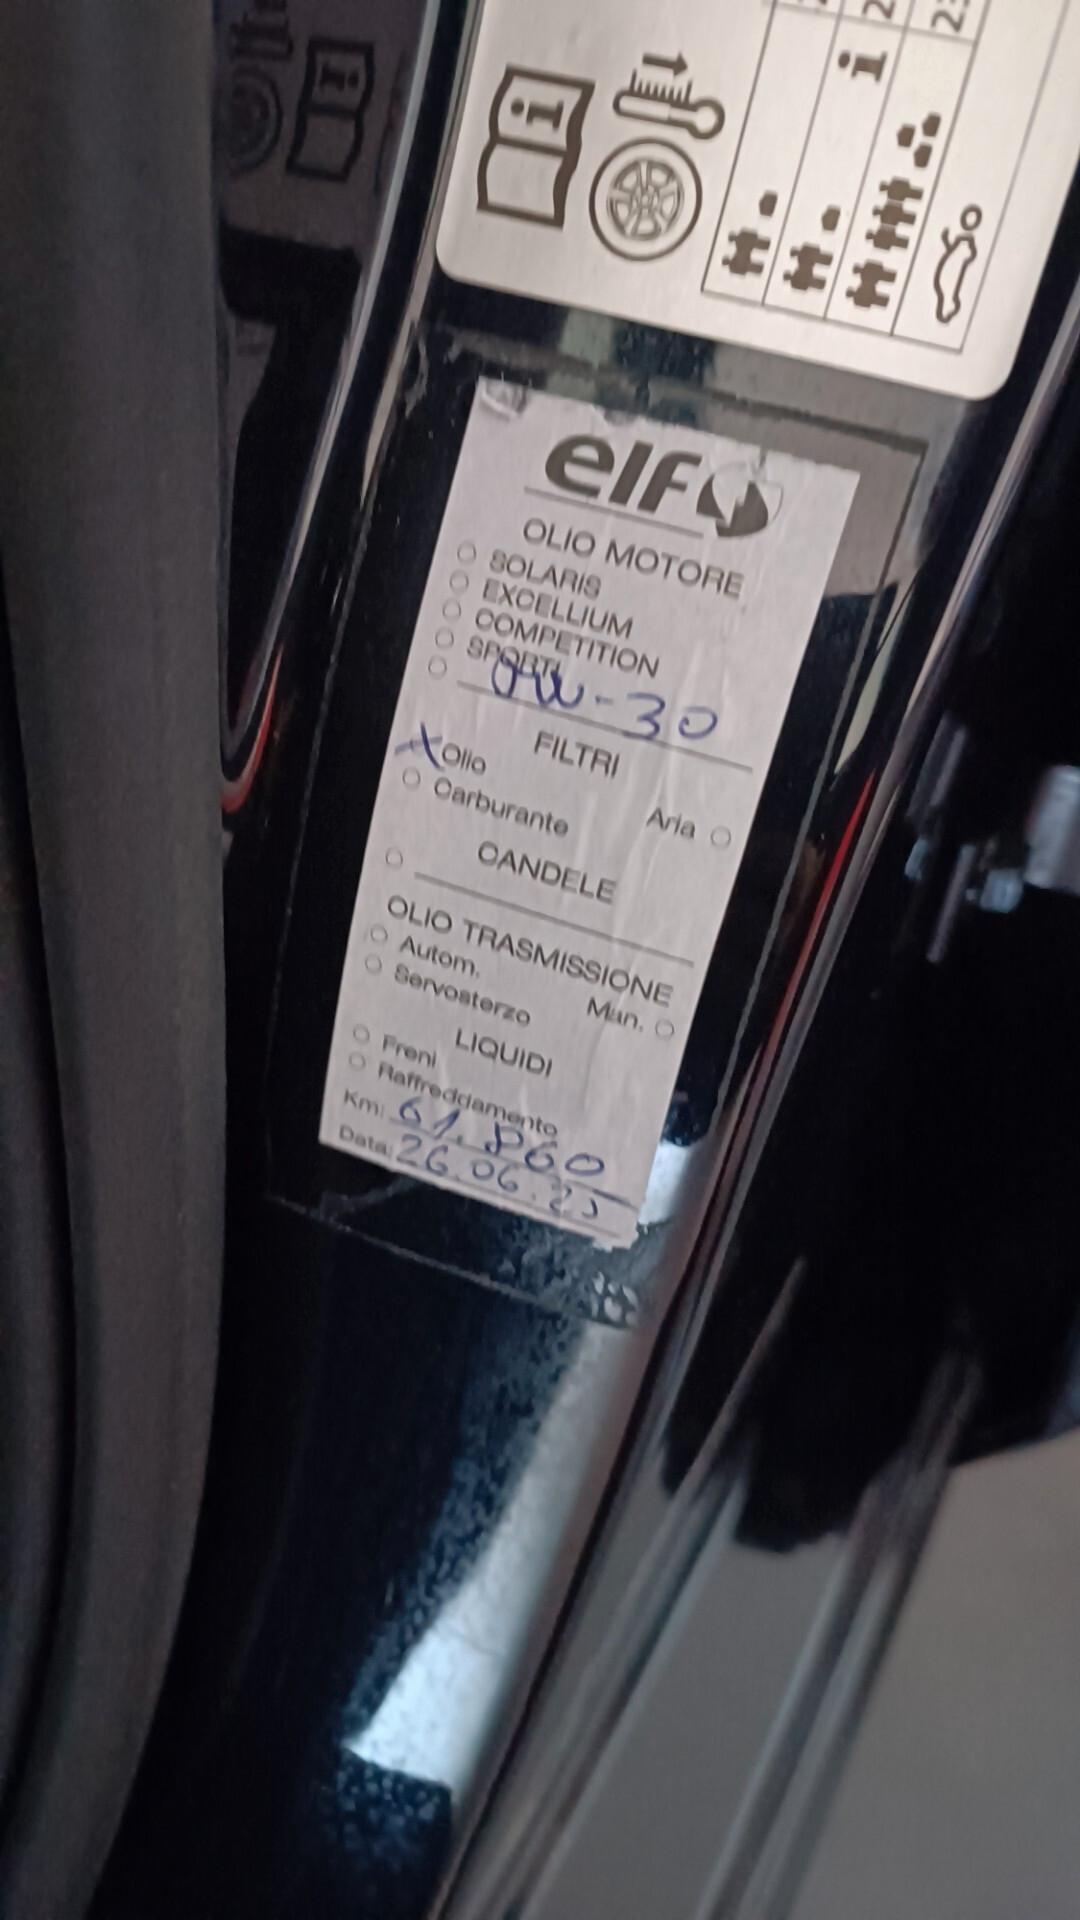 elf
OLIO MOTORE
SOLARIS
EXCELLIUM
COMPETITION
SPORTI
0W-30
FILTRI
Olio
Carburante Aria
CANDELE
OLIO TRASMISSIONE
Autom. Man.
Servosterzo
LIQUIDI
Freni
Raffreddamento
Km: 61.860
Data: 26.06.25